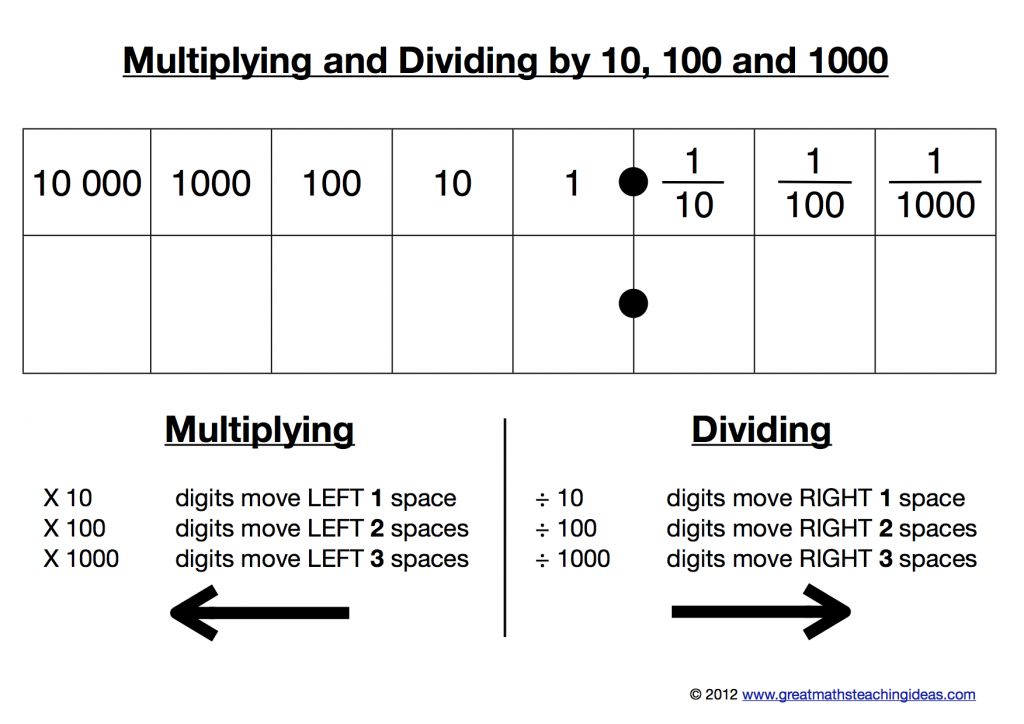 Multiplying and Dividing by 10, 100 and 1000
10 000 1000 100 10 1 1/10 1/100 1/1000
Multiplying
X 10 digits move LEFT 1 space
X 100 digits move LEFT 2 spaces
X 1000 digits move LEFT 3 spaces
Dividing
÷ 10 digits move RIGHT 1 space
÷ 100 digits move RIGHT 2 spaces
÷ 1000 digits move RIGHT 3 spaces
© 2012 www.greatmathsteachingideas.com